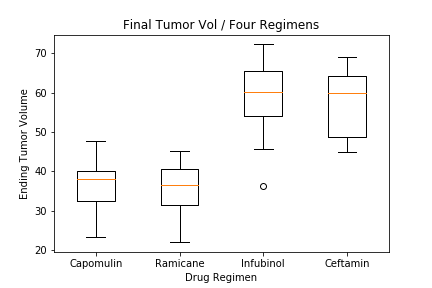 Final Tumor Vol / Four Regimens
Ending Tumor Volume
70
60
50
40
30
20
Capomulin Ramicane Infubinol Ceftamin
Drug Regimen